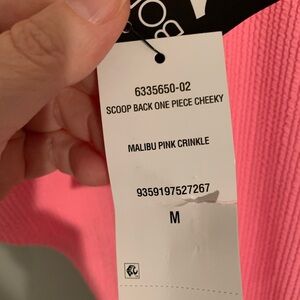 6335650-02
SCOOP BACK ONE PIECE CHEEKY
MALIBU PINK CRINKLE
9359197527267
M